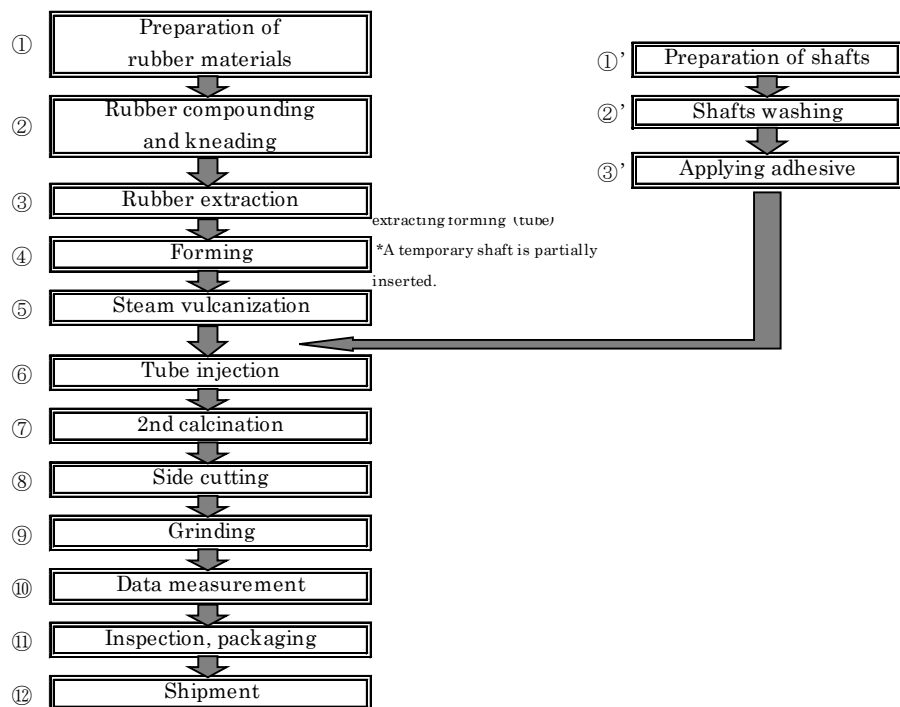 ① Preparation of
rubber materials
② Rubber compounding
and kneading
③ Rubber extraction
extracting forming (tube)
④ Forming
*A temporary shaft is partially
inserted.
⑤ Steam vulcanization
⑥ Tube injection
⑦ 2nd calcination
⑧ Side cutting
⑨ Grinding
⑩ Data measurement
⑪ Inspection, packaging
⑫ Shipment
①’ Preparation of shafts
②’ Shafts washing
③’ Applying adhesive